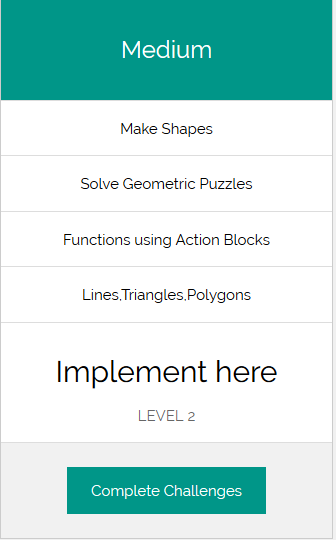 Medium
Make Shapes
Solve Geometric Puzzles
Functions using Action Blocks
Lines,Triangles,Polygons
Implement here
LEVEL 2
Complete Challenges